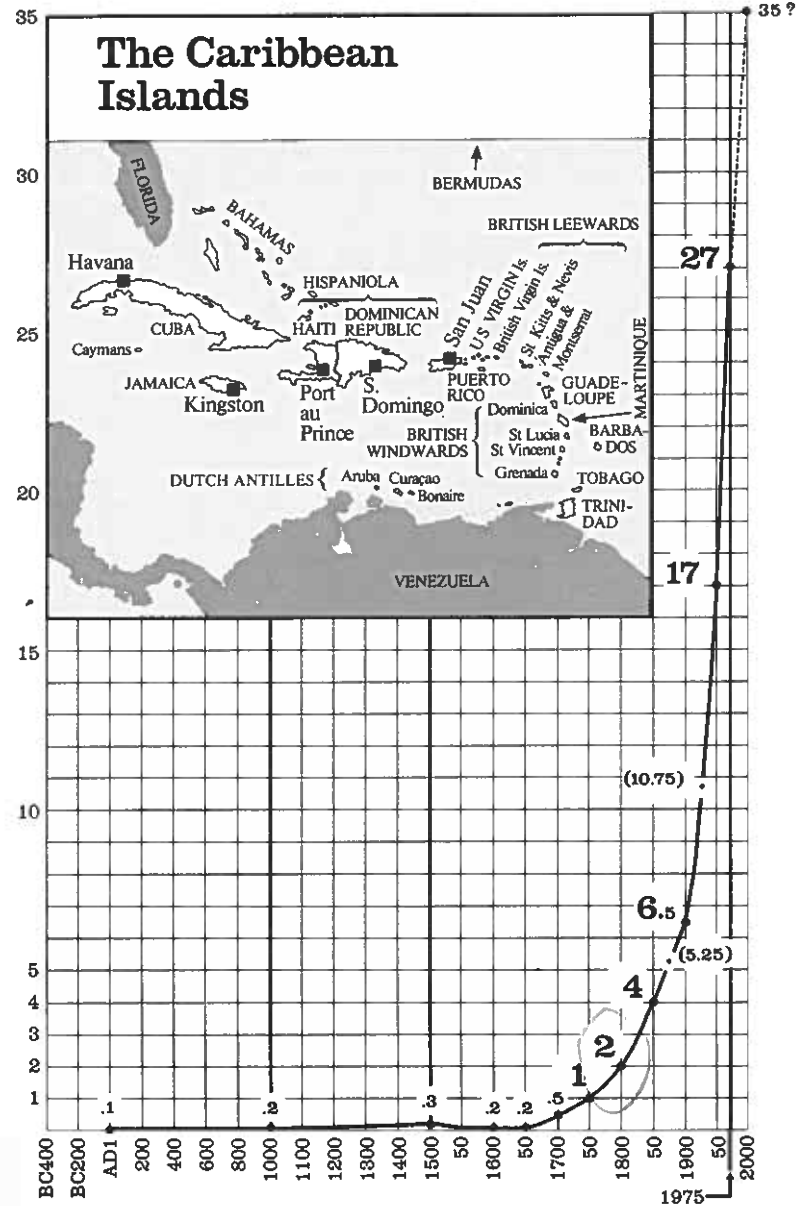 35
35 ?
The Caribbean
Islands
30
FLORIDA
BERMUDAS
BAHAMAS
BRITISH LEEWARDS
Havana
27
HISPANIOLA
San Juan
US VIRGIN Is.
British Virgin Is.
St Kitts & Nevis
Antigua &
Montserrat
25
CUBA
HAITI
DOMINICAN
REPUBLIC
MARTINIQUE
Caymans
JAMAICA
Kingston
Port
au
Prince
S.
Domingo
PUERTO
RICO
GUADE-
LOUPE
Dominica
BRITISH
WINDWARDS
St Lucia
St Vincent
Grenada
BARBA-
DOS
20
DUTCH ANTILLES
Aruba
Curaçao
Bonaire
TOBAGO
TRINI-
DAD
VENEZUELA
17
15
(10.75)
10
6.5
(5.25)
5
4
4
3
2
2
1
1
.1
.2
.3
.2
.2
.5
BC400
BC200
AD1
200
400
600
800
1000
1100
1200
1300
1400
1500
50
1600
50
1700
50
1800
50
1900
50
2000
1975